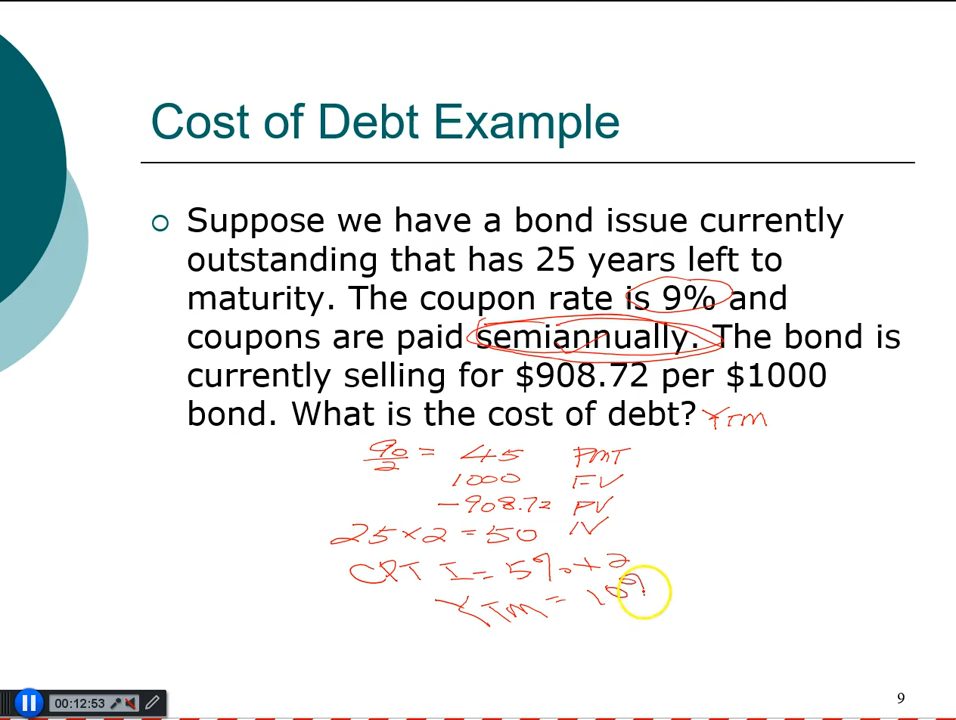 Cost of Debt Example
Suppose we have a bond issue currently
outstanding that has 25 years left to
maturity. The coupon rate is 9% and
coupons are paid semiannually. The bond is
currently selling for $908.72 per $1000
bond. What is the cost of debt? YTM
90/2 = 45 PMT
1000 FV
-908.72 PV
25 × 2 = 50 N
CPT I = 5% × 2
YTM = 10%
00:12:53
9